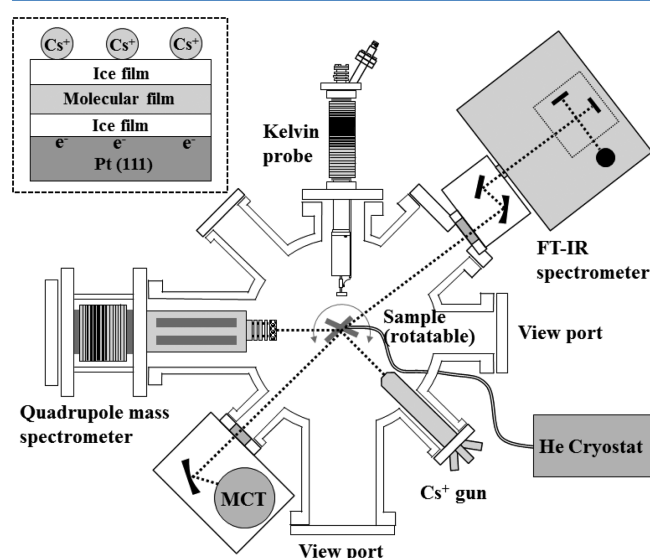 Cs+
Cs+
Cs+
Ice film
Molecular film
Ice film
e-
e-
e-
Pt (111)
Kelvin
probe
FT-IR
spectrometer
Sample
(rotatable)
View port
Quadrupole mass
spectrometer
He Cryostat
MCT
Cs+ gun
View port